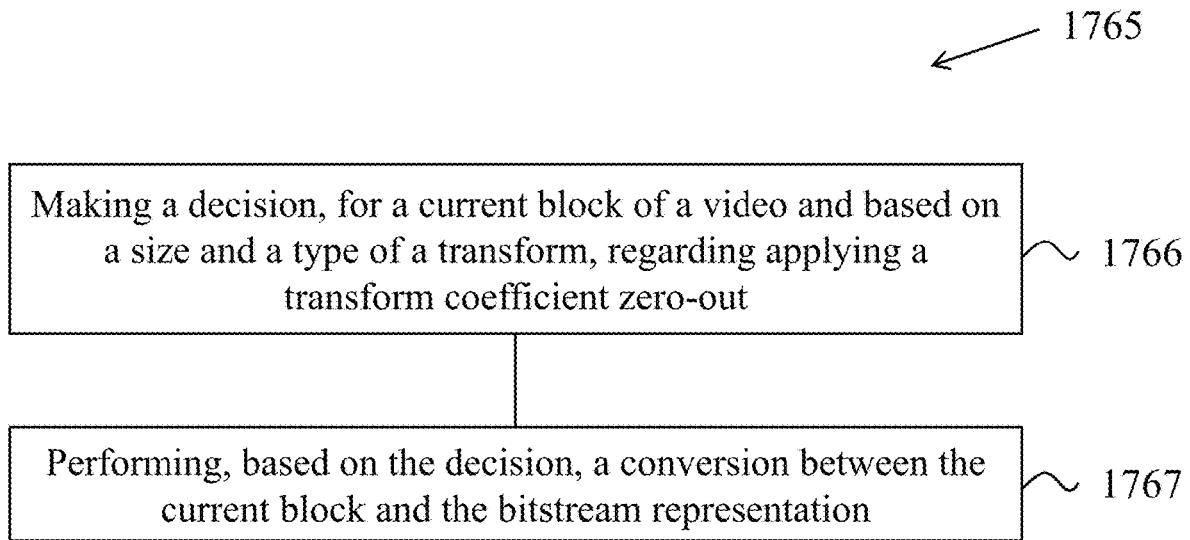 1765
Making a decision, for a current block of a video and based on
a size and a type of a transform, regarding applying a
transform coefficient zero-out
1766
Performing, based on the decision, a conversion between the
current block and the bitstream representation
1767